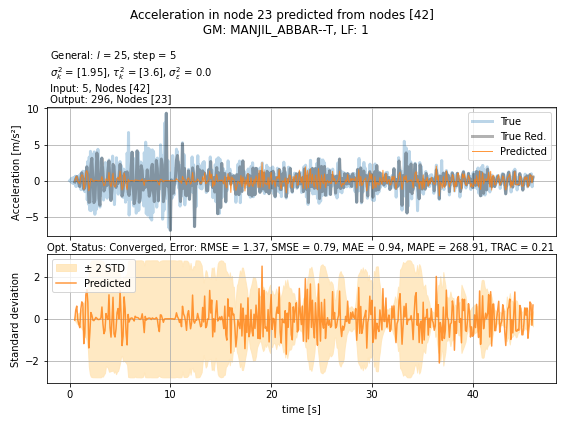 Acceleration in node 23 predicted from nodes [42]
GM: MANJIL_ABBAR--T, LF: 1
General: l = 25, step = 5
σ²ₖ = [1.95], τ²ₖ = [3.6], σ²_ε = 0.0
Input: 5, Nodes [42]
Output: 296, Nodes [23]
Acceleration [m/s²]
10
5
0
−5
True
True Red.
Predicted
Opt. Status: Converged, Error: RMSE = 1.37, SMSE = 0.79, MAE = 0.94, MAPE = 268.91, TRAC = 0.21
Standard deviation
2
0
−2
± 2 STD
Predicted
0 10 20 30 40
time [s]